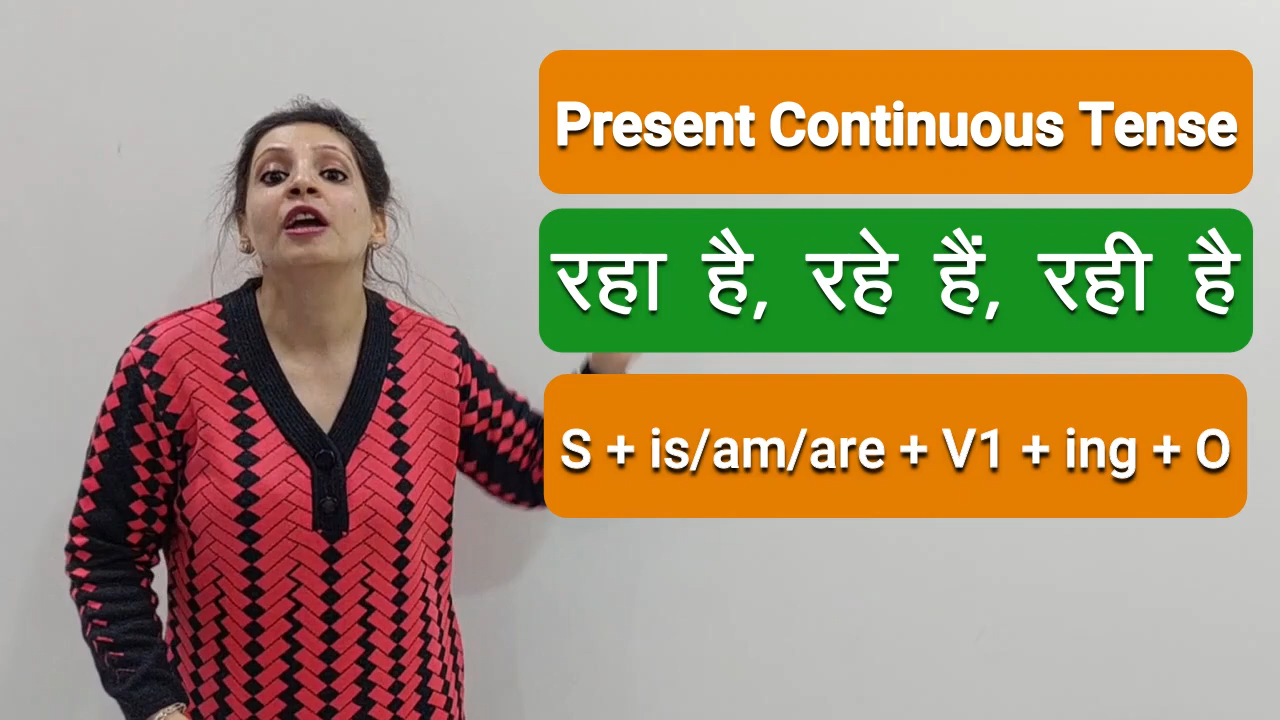 Present Continuous Tense
रहा है, रहे हैं, रही है
S + is/am/are + V1 + ing + O